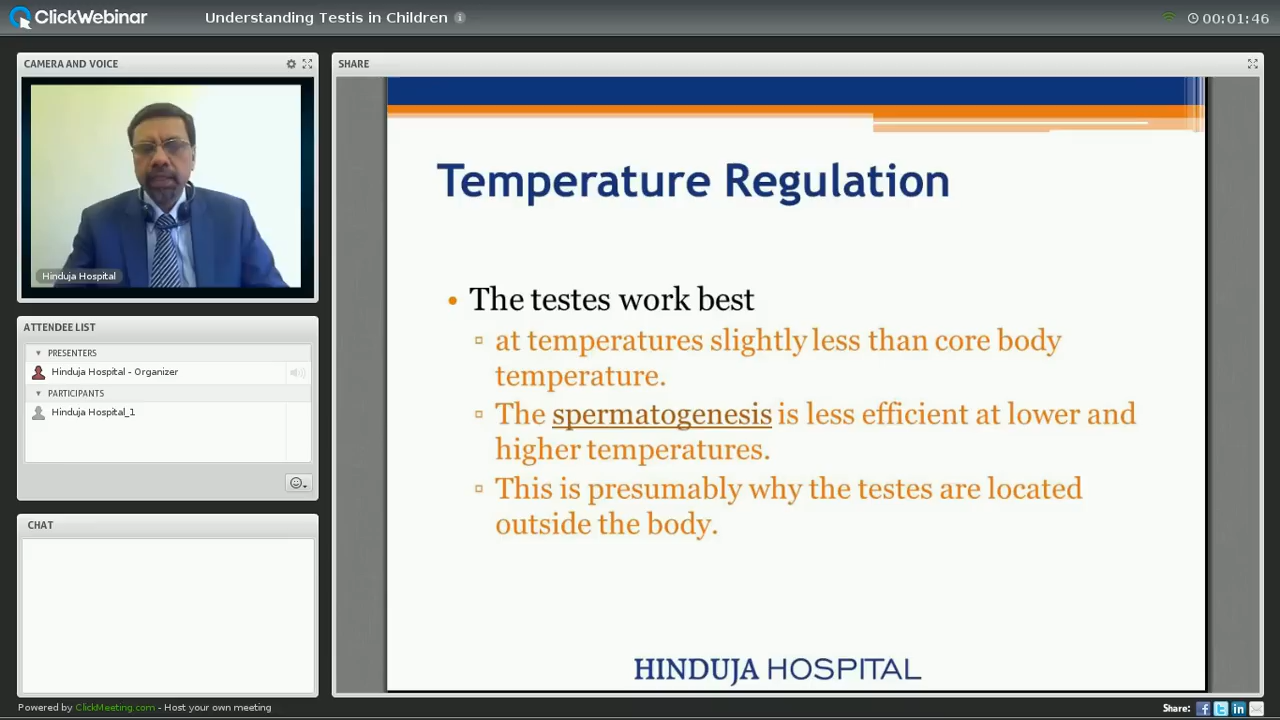 ClickWebinar
Understanding Testis in Children
00:01:46
CAMERA AND VOICE
Hinduja Hospital
ATTENDEE LIST
PRESENTERS
Hinduja Hospital - Organizer
PARTICIPANTS
Hinduja Hospital_1
CHAT
Powered by ClickMeeting.com - Host your own meeting
SHARE
Temperature Regulation
• The testes work best
at temperatures slightly less than core body
temperature.
The spermatogenesis is less efficient at lower and
higher temperatures.
This is presumably why the testes are located
outside the body.
HINDUJA HOSPITAL
Share: